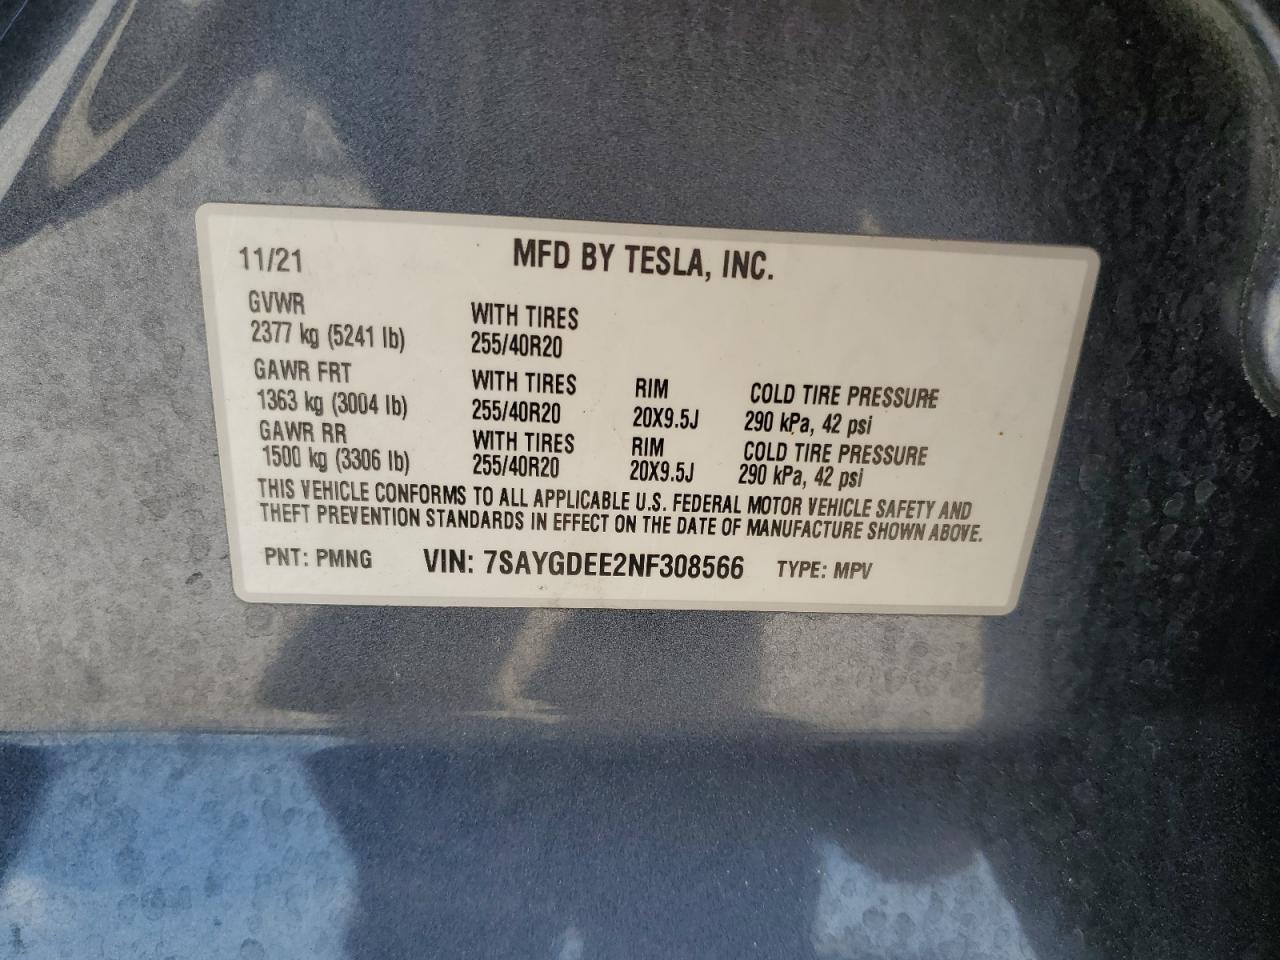 11/21 MFD BY TESLA, INC.
GVWR WITH TIRES
2377 kg (5241 lb) 255/40R20
GAWR FRT WITH TIRES RIM COLD TIRE PRESSURE
1363 kg (3004 lb) 255/40R20 20X9.5J 290 kPa, 42 psi
GAWR RR WITH TIRES RIM COLD TIRE PRESSURE
1500 kg (3306 lb) 255/40R20 20X9.5J 290 kPa, 42 psi
THIS VEHICLE CONFORMS TO ALL APPLICABLE U.S. FEDERAL MOTOR VEHICLE SAFETY AND
THEFT PREVENTION STANDARDS IN EFFECT ON THE DATE OF MANUFACTURE SHOWN ABOVE.
PNT: PMNG VIN: 7SAYGDEE2NF308566 TYPE: MPV